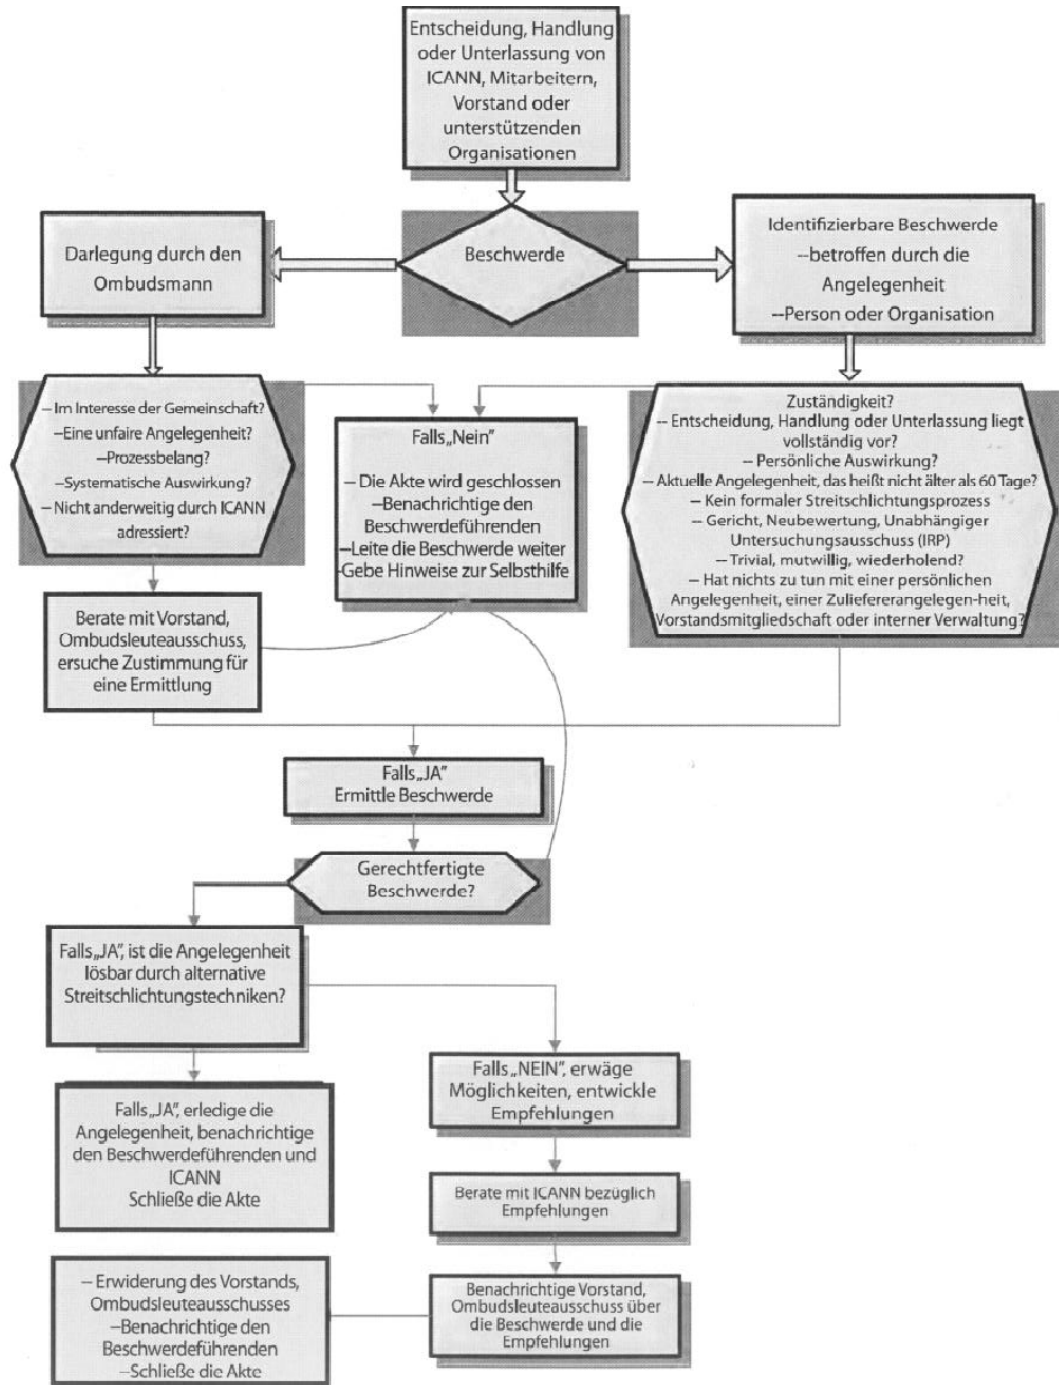 Entscheidung, Handlung
oder Unterlassung von
ICANN, Mitarbeitern,
Vorstand oder
unterstützenden
Organisationen
Beschwerde
Darlegung durch den
Ombudsmann
Identifizierbare Beschwerde
--betroffen durch die
Angelegenheit
--Person oder Organisation
-- Im Interesse der Gemeinschaft?
--Eine unfaire Angelegenheit?
--Prozessbelang?
--Systematische Auswirkung?
--Nicht anderweitig durch ICANN
adressiert?
Falls „Nein"
-- Die Akte wird geschlossen
--Benachrichtige den
Beschwerdeführenden
--Leite die Beschwerde weiter
-Gebe Hinweise zur Selbsthilfe
Zuständigkeit?
-- Entscheidung, Handlung oder Unterlassung liegt
vollständig vor?
-- Persönliche Auswirkung?
-- Aktuelle Angelegenheit, das heißt nicht älter als 60 Tage?
-- Kein formaler Streitschlichtungsprozess
-- Gericht, Neubewertung, Unabhängiger
Untersuchungsausschuss (IRP)
-- Trivial, mutwillig, wiederholend?
-- Hat nichts zu tun mit einer persönlichen
Angelegenheit, einer Zuliefererangelegen-heit,
Vorstandsmitgliedschaft oder interner Verwaltung?
Berate mit Vorstand,
Ombudsleuteausschuss,
ersuche Zustimmung für
eine Ermittlung
Falls „JA"
Ermittle Beschwerde
Gerechtfertigte
Beschwerde?
Falls „JA", ist die Angelegenheit
lösbar durch alternative
Streitschlichtungstechniken?
Falls „NEIN", erwäge
Möglichkeiten, entwickle
Empfehlungen
Falls „JA", erledige die
Angelegenheit, benachrichtige
den Beschwerdeführenden und
ICANN
Schließe die Akte
Berate mit ICANN bezüglich
Empfehlungen
Benachrichtige Vorstand,
Ombudsleuteausschuss über
die Beschwerde und die
Empfehlungen
-- Erwiderung des Vorstands,
Ombudsleuteausschusses
--Benachrichtige den
Beschwerdeführenden
--Schließe die Akte